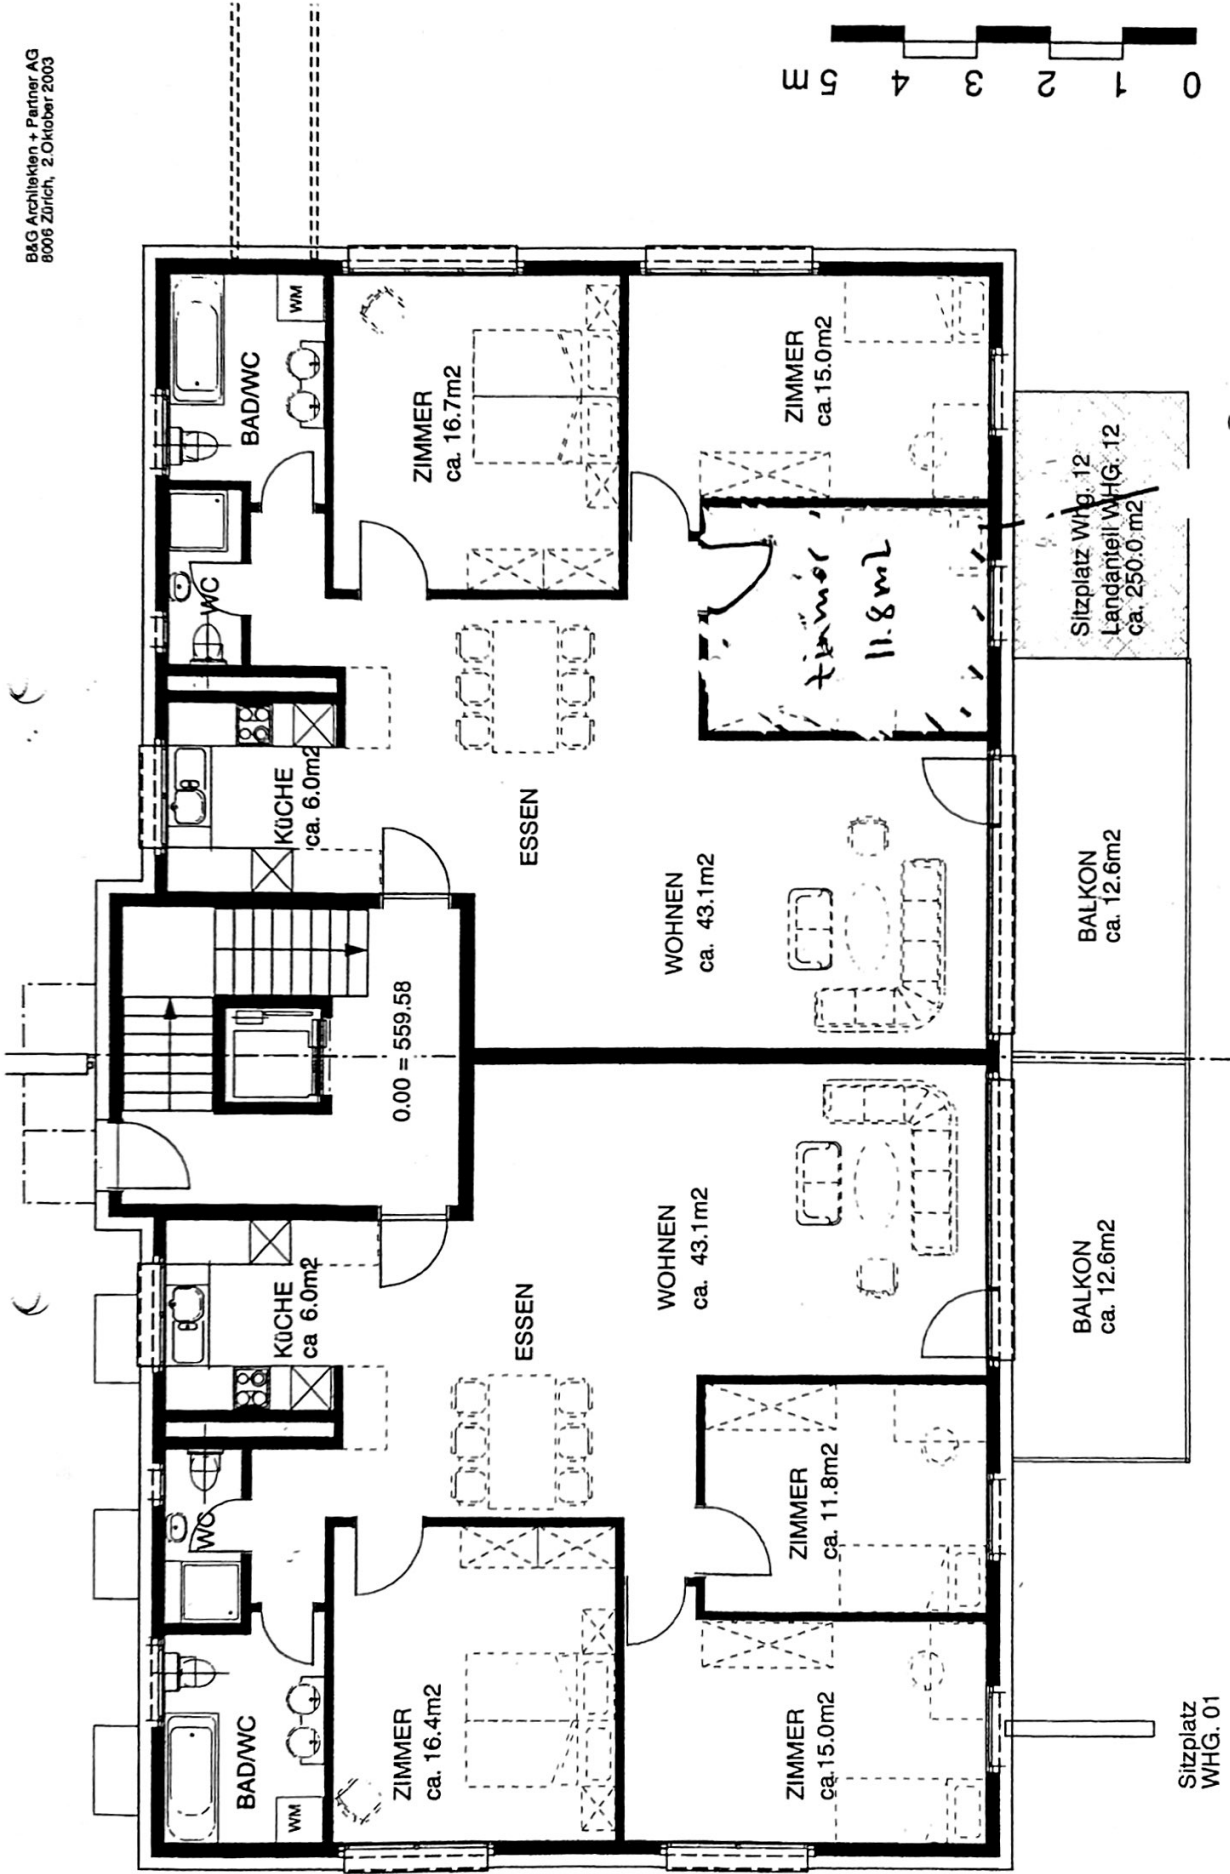 B&G Architekten + Partner AG
8006 Zürich, 2.Oktober 2003
0
1
2
3
4
5 m
BAD/WC
WM
ZIMMER
ca. 16.7m2
ZIMMER
ca.15.0m2
WC
11.8m2
Sitzplatz Whg. 12
Landanteil WHG. 12
ca. 250.0 m2
KüCHE
ca. 6.0m2
ESSEN
WOHNEN
ca. 43.1m2
BALKON
ca. 12.6m2
0.00 = 559.58
KüCHE
ca 6.0m2
ESSEN
WOHNEN
ca. 43.1m2
BALKON
ca. 12.6m2
WC
ZIMMER
ca. 11.8m2
BAD/WC
WM
ZIMMER
ca. 16.4m2
ZIMMER
ca.15.0m2
Sitzplatz
WHG. 01